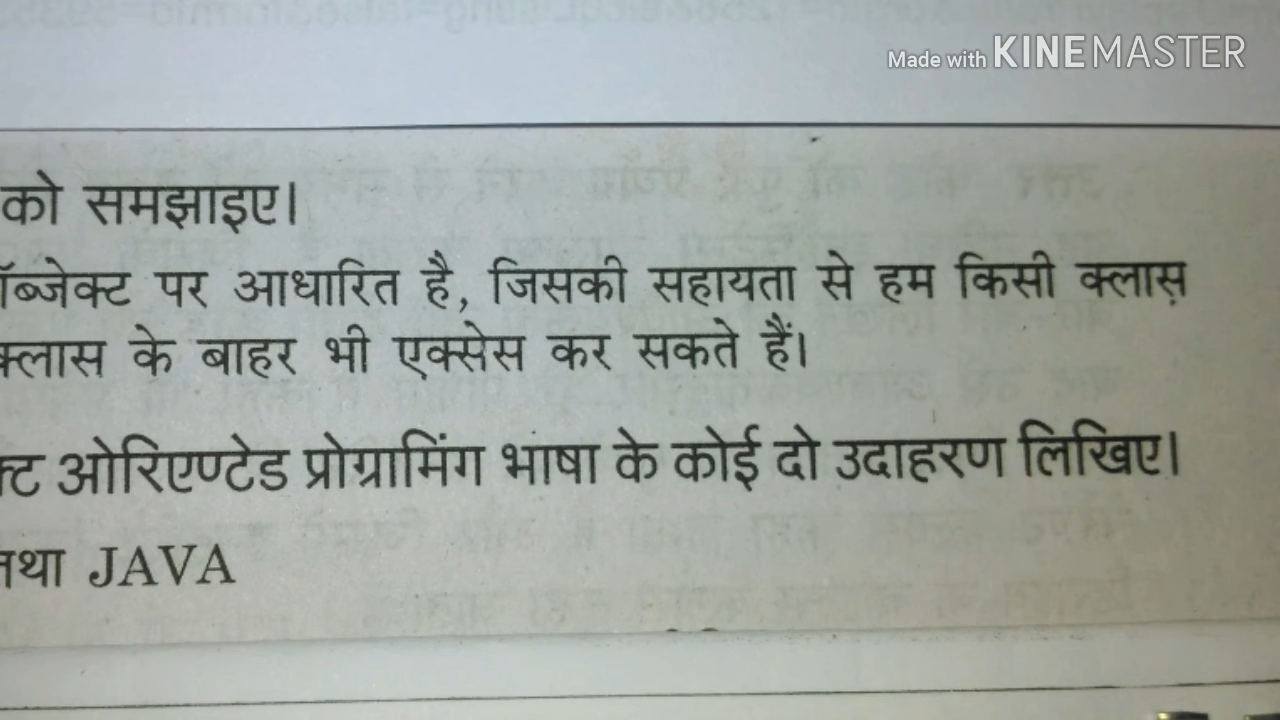 Made with KINEMASTER
को समझाइए।
ऑब्जेक्ट पर आधारित है, जिसकी सहायता से हम किसी क्लास़
क्लास के बाहर भी एक्सेस कर सकते हैं।
क्ट ओरिएण्टेड प्रोग्रामिंग भाषा के कोई दो उदाहरण लिखिए।
तथा JAVA